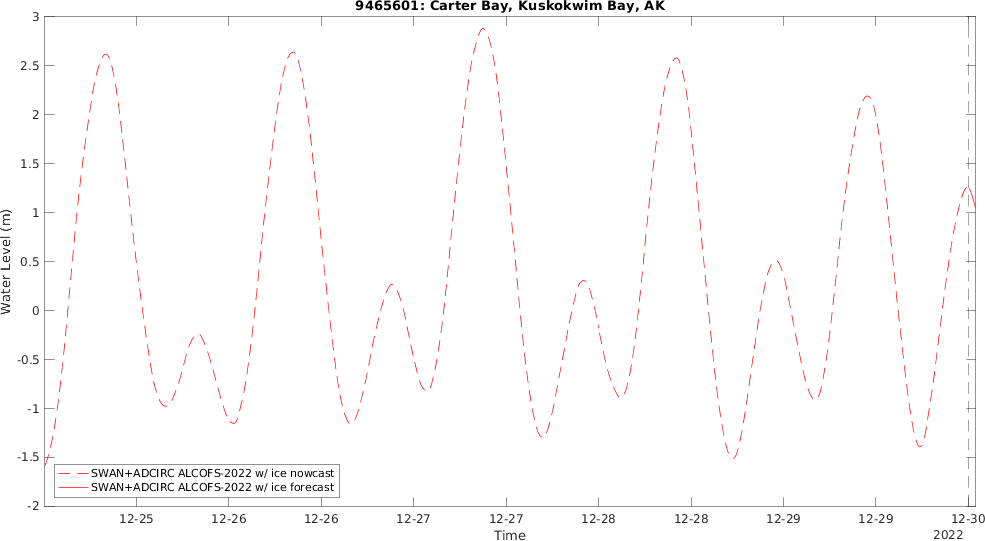 9465601: Carter Bay, Kuskokwim Bay, AK
3
2.5
2
1.5
1
0.5
0
-0.5
-1
-1.5
-2
Water Level (m)
SWAN+ADCIRC ALCOFS-2022 w/ ice nowcast
SWAN+ADCIRC ALCOFS-2022 w/ ice forecast
12-25 12-26 12-26 12-27 12-27 12-28 12-28 12-29 12-29 12-30
Time
2022